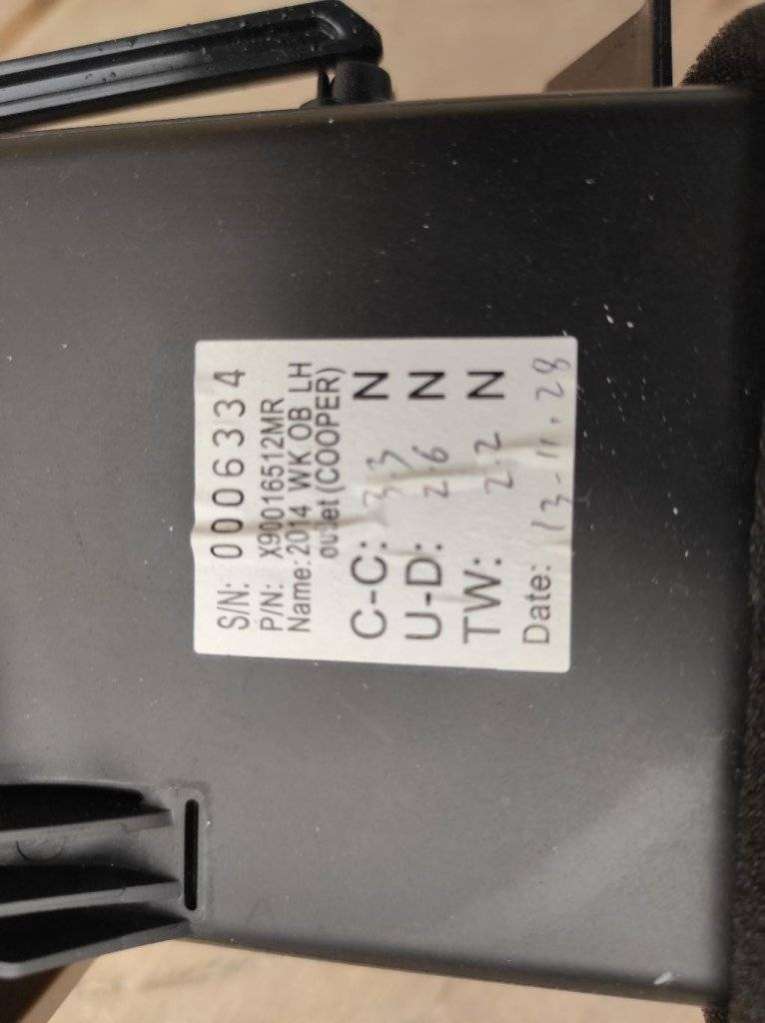 S/N: 0006334
P/N: X90016512MR
Name: 2014 WK OB LH
outlet (COOPER)
C-C: 3.3 N
U-D: 2.6 N
TW: 2.2 N
Date: 13-11.28